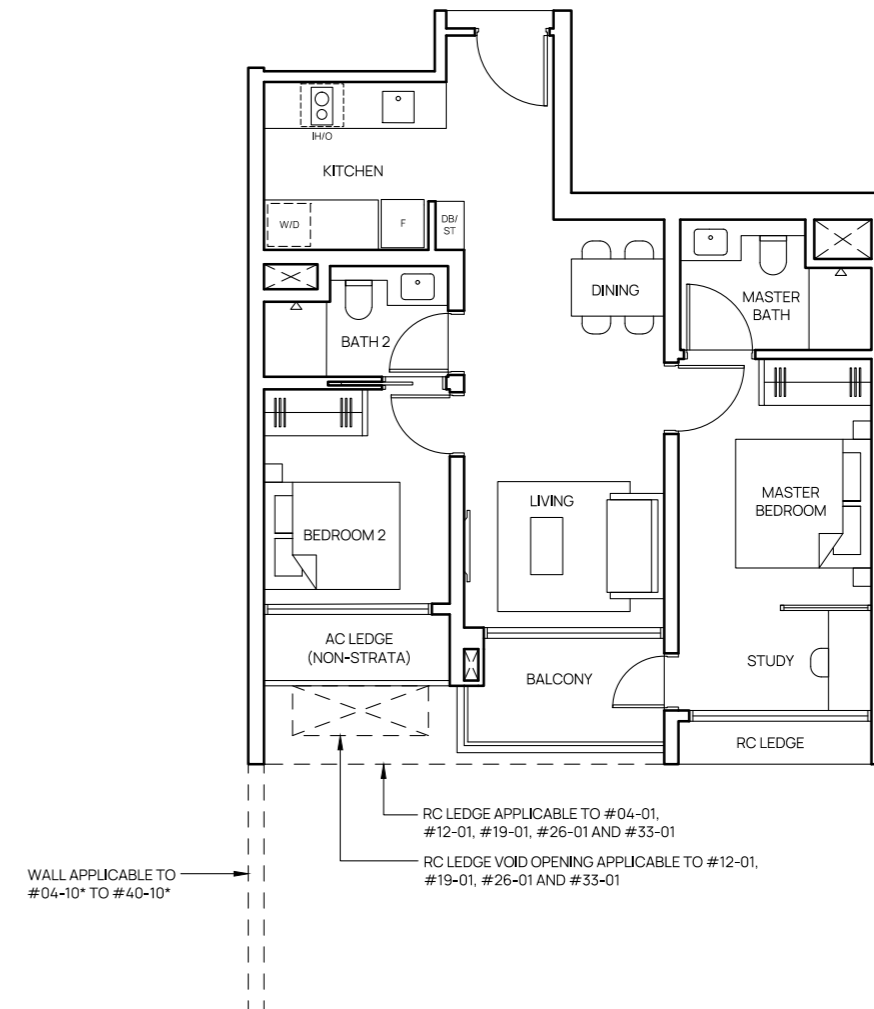 IH/O
KITCHEN
W/D
F
DB/
ST
DINING
MASTER
BATH
BATH 2
LIVING
MASTER
BEDROOM
BEDROOM 2
AC LEDGE
(NON-STRATA)
BALCONY
STUDY
RC LEDGE
RC LEDGE APPLICABLE TO #04-01,
#12-01, #19-01, #26-01 AND #33-01
RC LEDGE VOID OPENING APPLICABLE TO #12-01,
#19-01, #26-01 AND #33-01
WALL APPLICABLE TO
#04-10* TO #40-10*